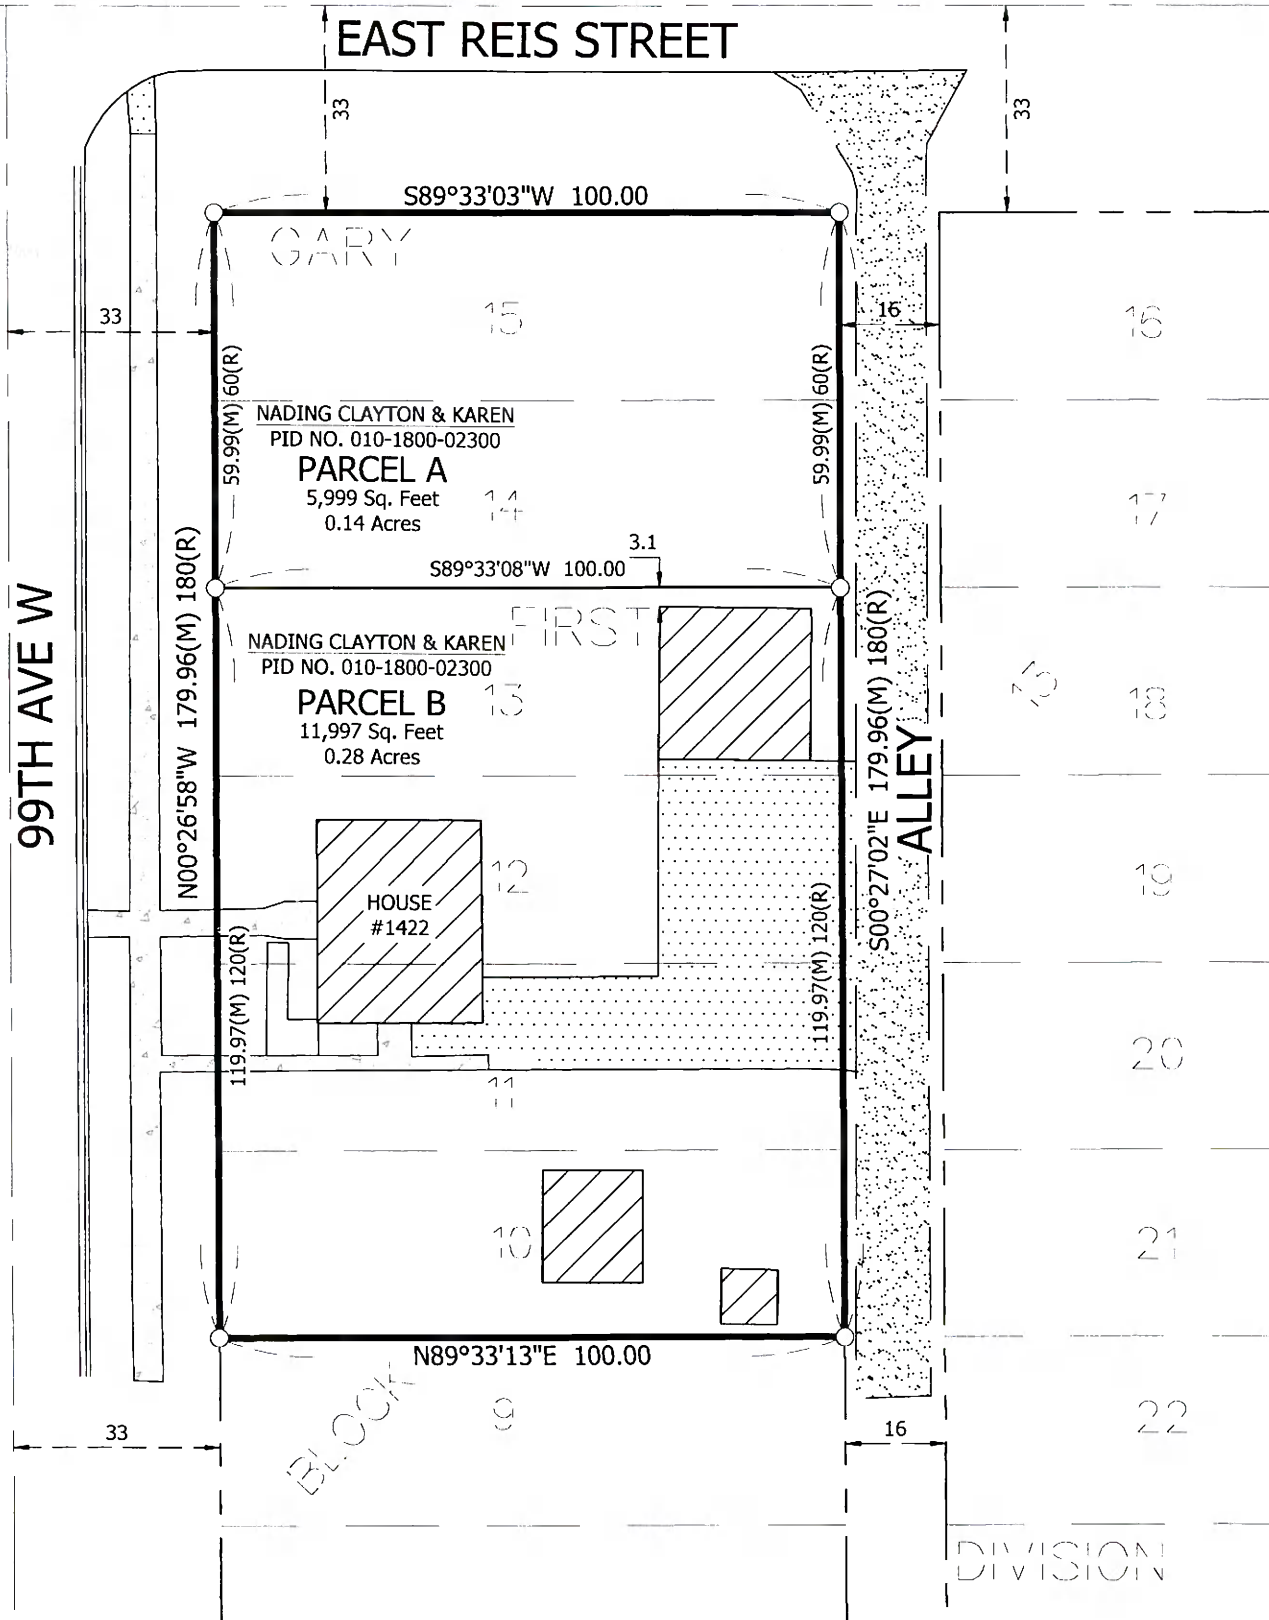 EAST REIS STREET
33
33
S89°33'03"W 100.00
GARY
15
16
33
16
59.99(M) 60(R)
59.99(M) 60(R)
NADING CLAYTON & KAREN
PID NO. 010-1800-02300
PARCEL A
5,999 Sq. Feet
0.14 Acres
14
17
3.1
S89°33'08"W 100.00
99TH AVE W
N00°26'58"W 179.96(M) 180(R)
FIRST
NADING CLAYTON & KAREN
PID NO. 010-1800-02300
PARCEL B
11,997 Sq. Feet
0.28 Acres
13
18
S00°27'02"E 179.96(M) 180(R)
ALLEY
HOUSE
#1422
12
19
119.97(M) 120(R)
119.97(M) 120(R)
11
20
10
21
N89°33'13"E 100.00
BLOCK
9
22
33
16
DIVISION